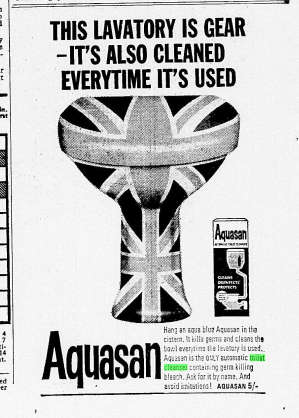 THIS LAVATORY IS GEAR
–IT'S ALSO CLEANED
EVERYTIME IT'S USED
Aquasan
CLEANS
DISINFECTS
PROTECTS
Aquasan
Hang an aqua blue Aquasan in the
cistern. It kills germs and cleans the
bowl everytime the lavatory is used.
Aquasan is the ONLY automatic toilet
cleanser containing germ killing
bleach. Ask for it by name. And
avoid imitations! AQUASAN 5/-